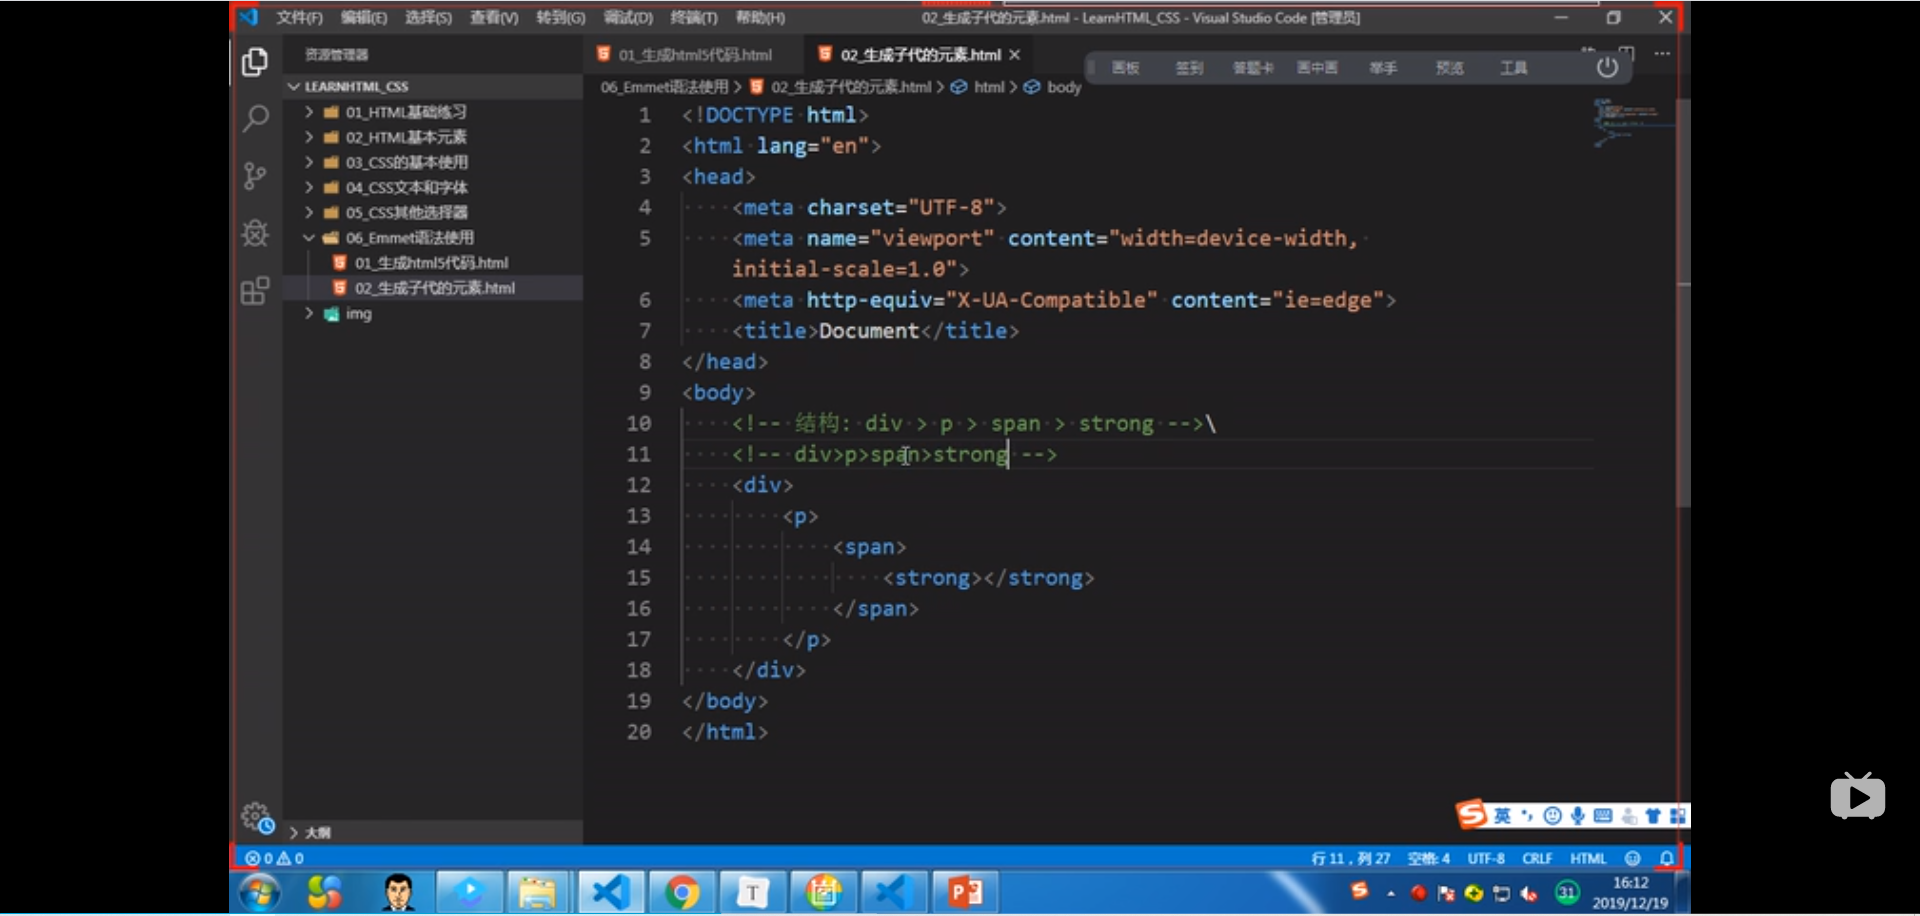 文件(F) 编辑(E) 选择(S) 查看(V) 转到(G) 调试(D) 终端(T) 帮助(H) 02_生成子代的元素.html - LearnHTML_CSS - Visual Studio Code [管理员]
资源管理器 01_生成html5代码.html 02_生成子代的元素.html
画板 签到 答题卡 画中画 举手 预览 工具
LEARNHTML_CSS
06_Emmet语法使用 > 02_生成子代的元素.html > html > body
01_HTML基础练习
02_HTML基本元素
03_CSS的基本使用
04_CSS文本和字体
05_CSS其他选择器
06_Emmet语法使用
01_生成html5代码.html
02_生成子代的元素.html
img
大纲
1 <!DOCTYPE html>
2 <html lang="en">
3 <head>
4 <meta charset="UTF-8">
5 <meta name="viewport" content="width=device-width,
initial-scale=1.0">
6 <meta http-equiv="X-UA-Compatible" content="ie=edge">
7 <title>Document</title>
8 </head>
9 <body>
10 <!-- 结构: div > p > span > strong -->\
11 <!-- div>p>span>strong -->
12 <div>
13 <p>
14 <span>
15 <strong></strong>
16 </span>
17 </p>
18 </div>
19 </body>
20 </html>
英
0 0 行 11，列 27 空格: 4 UTF-8 CRLF HTML
T P 31 16:12
2019/12/19